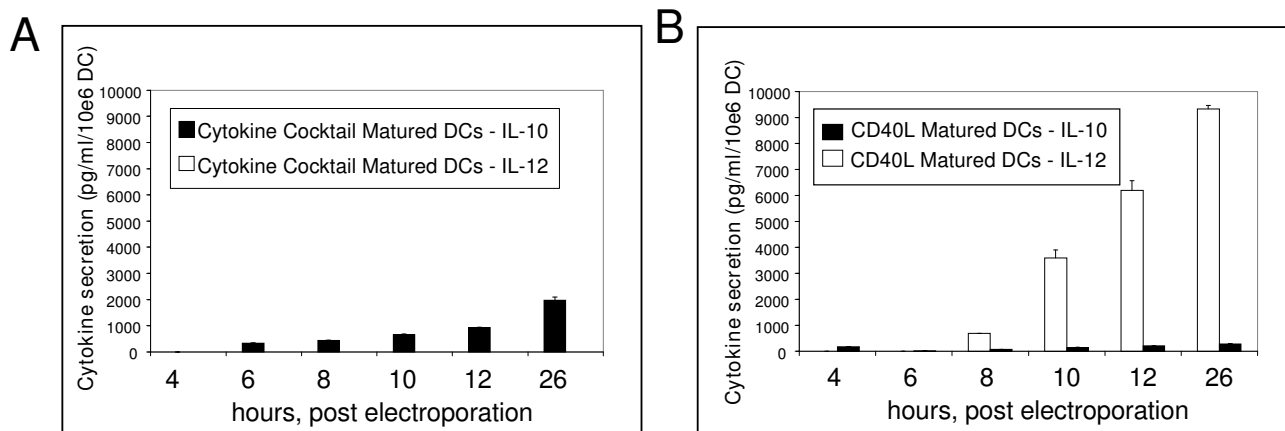 A
Cytokine secretion (pg/ml/10e6 DC)
10000
9000
8000
7000
6000
5000
4000
3000
2000
1000
0
Cytokine Cocktail Matured DCs - IL-10
Cytokine Cocktail Matured DCs - IL-12
4 6 8 10 12 26
hours, post electroporation
B
Cytokine secretion (pg/ml/10e6 DC)
10000
9000
8000
7000
6000
5000
4000
3000
2000
1000
0
CD40L Matured DCs - IL-10
CD40L Matured DCs - IL-12
4 6 8 10 12 26
hours, post electroporation